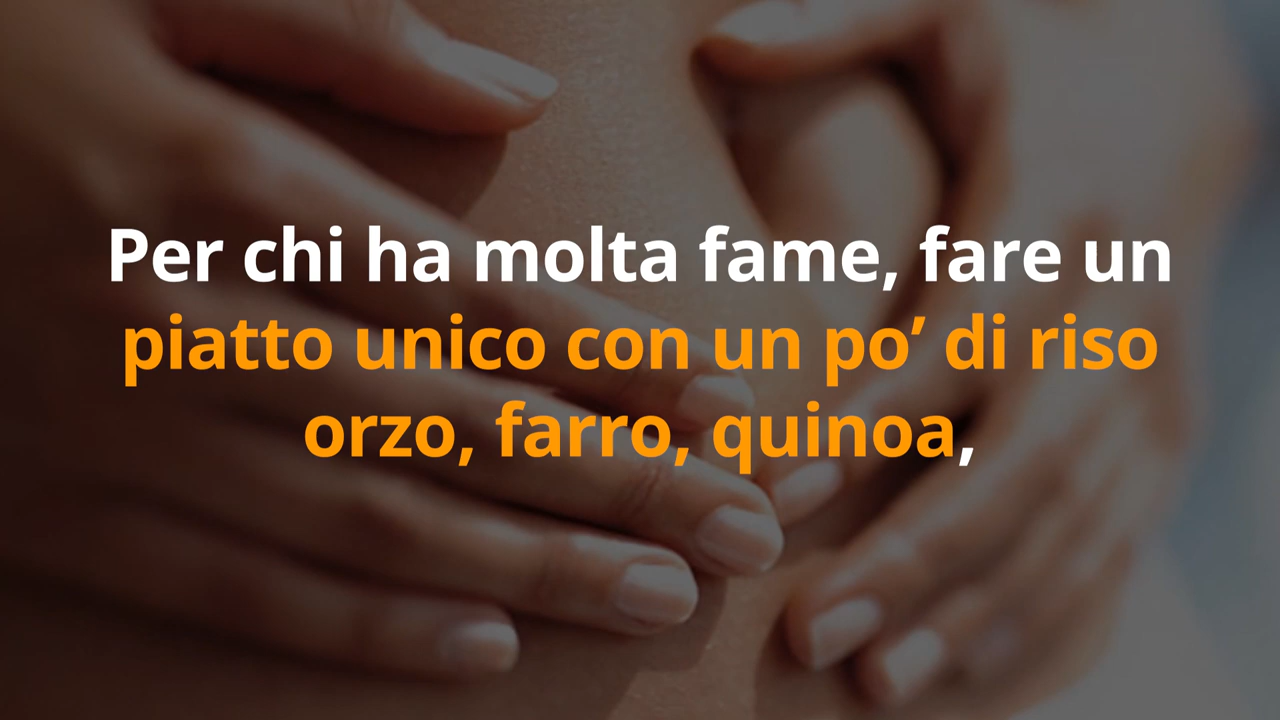 Per chi ha molta fame, fare un
piatto unico con un po’ di riso
orzo, farro, quinoa,